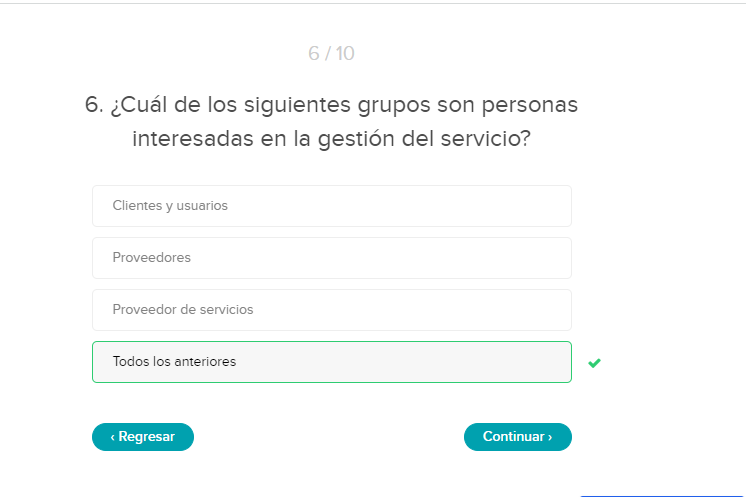 6 / 10
6. ¿Cuál de los siguientes grupos son personas
interesadas en la gestión del servicio?
Clientes y usuarios
Proveedores
Proveedor de servicios
Todos los anteriores
‹ Regresar
Continuar ›